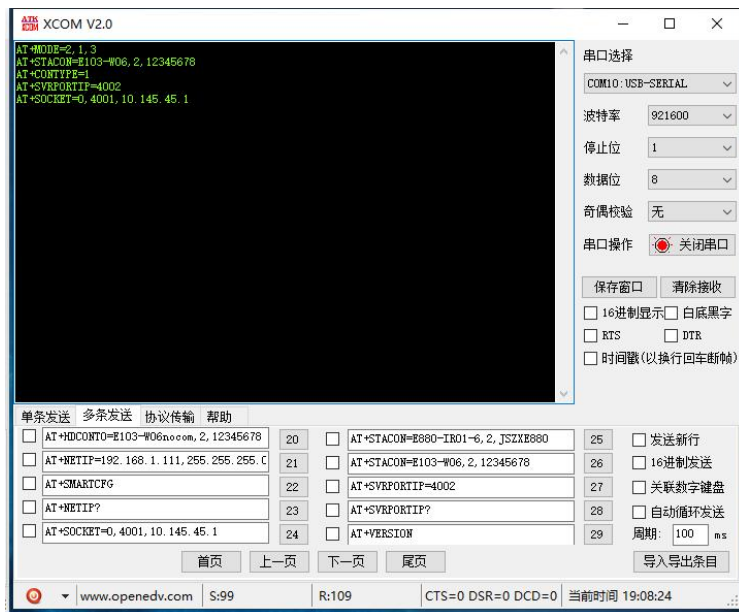 ATK XCOM XCOM V2.0
AT+MODE=2,1,3
AT+STACON=E103-W06,2,12345678
AT+CONTYPE=1
AT+SVRPORTIP=4002
AT+SOCKET=0,4001,10.145.45.1
串口选择
COM10:USB-SERIAL
波特率 921600
停止位 1
数据位 8
奇偶校验 无
串口操作 关闭串口
保存窗口 清除接收
16进制显示 白底黑字
RTS DTR
时间戳(以换行回车断帧)
单条发送 多条发送 协议传输 帮助
AT+HDCONTO=E103-W06nocom,2,12345678 20 AT+STACON=E880-IR01-6,2,JSZXE880 25 发送新行
AT+NETIP=192.168.1.111,255.255.255.0 21 AT+STACON=E103-W06,2,12345678 26 16进制发送
AT+SMARTCFG 22 AT+SVRPORTIP=4002 27 关联数字键盘
AT+NETIP? 23 AT+SVRPORTIP? 28 自动循环发送
AT+SOCKET=0,4001,10.145.45.1 24 AT+VERSION 29 周期: 100 ms
首页 上一页 下一页 尾页 导入导出条目
www.openedv.com S:99 R:109 CTS=0 DSR=0 DCD=0 当前时间 19:08:24